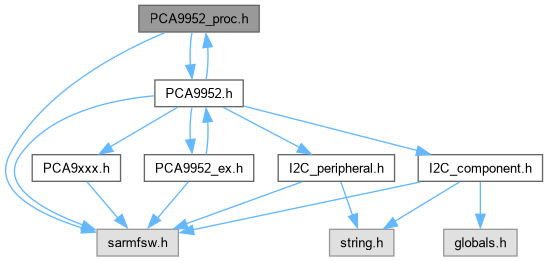 PCA9952_proc.h
PCA9952.h
PCA9xxx.h
PCA9952_ex.h
I2C_peripheral.h
I2C_component.h
sarmfsw.h
string.h
globals.h